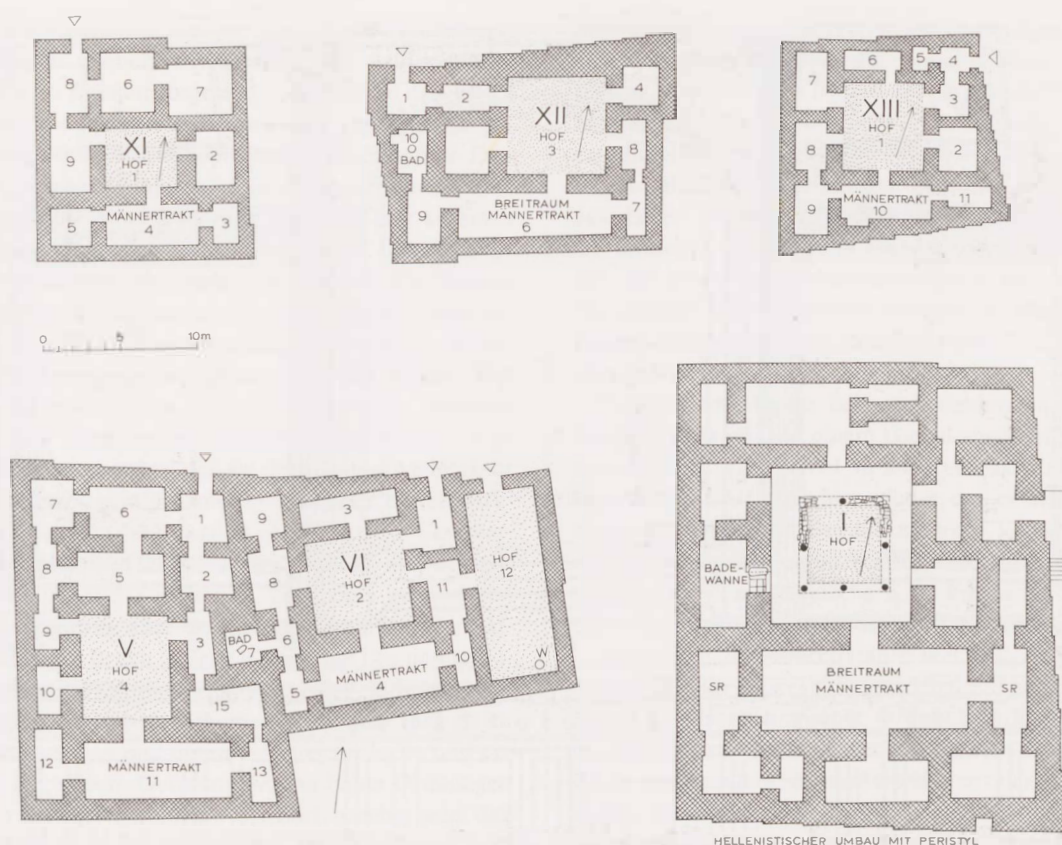 8
6
7
XI
HOF
1
2
9
MÄNNERTRAKT
4
5
3
1
2
XII
HOF
3
4
10
BAD
8
9
BREITRAUM
MÄNNERTRAKT
6
7
5
4
6
7
3
XIII
HOF
1
8
2
9
MÄNNERTRAKT
10
11
0
5
10m
7
6
1
8
5
2
9
V
HOF
4
3
10
15
12
MÄNNERTRAKT
11
13
9
3
1
VI
HOF
2
8
11
HOF
12
BAD
7
6
5
MÄNNERTRAKT
4
10
W
I
HOF
BADE-
WANNE
SR
BREITRAUM
MÄNNERTRAKT
SR
HELLENISTISCHER UMBAU MIT PERISTYL